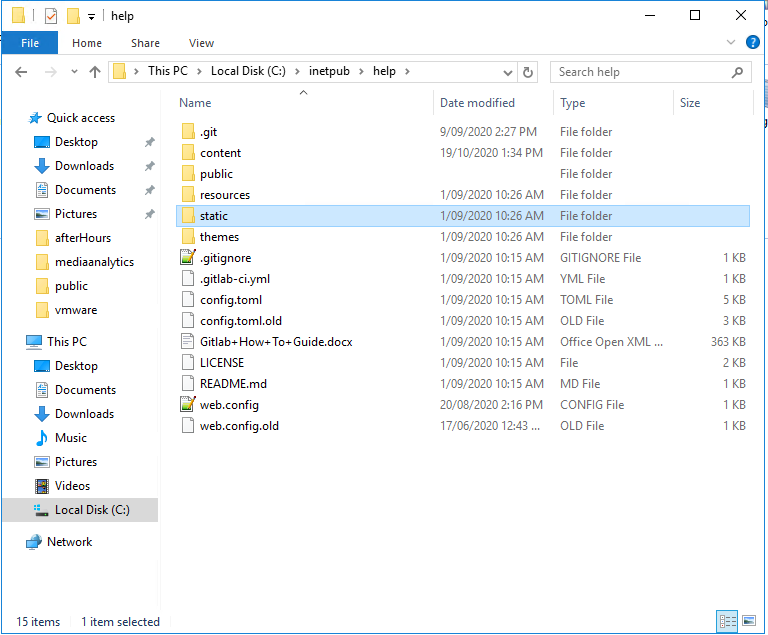 help
File Home Share View
This PC Local Disk (C:) inetpub help Search help
Name Date modified Type Size
Quick access
Desktop
Downloads
Documents
Pictures
afterHours
mediaanalytics
public
vmware
This PC
Desktop
Documents
Downloads
Music
Pictures
Videos
Local Disk (C:)
Network
.git 9/09/2020 2:27 PM File folder
content 19/10/2020 1:34 PM File folder
public File folder
resources 1/09/2020 10:26 AM File folder
static 1/09/2020 10:26 AM File folder
themes 1/09/2020 10:26 AM File folder
.gitignore 1/09/2020 10:15 AM GITIGNORE File 1 KB
.gitlab-ci.yml 1/09/2020 10:15 AM YML File 1 KB
config.toml 1/09/2020 10:15 AM TOML File 5 KB
config.toml.old 1/09/2020 10:15 AM OLD File 3 KB
Gitlab+How+To+Guide.docx 1/09/2020 10:15 AM Office Open XML ... 363 KB
LICENSE 1/09/2020 10:15 AM File 2 KB
README.md 1/09/2020 10:15 AM MD File 1 KB
web.config 20/08/2020 2:16 PM CONFIG File 1 KB
web.config.old 17/06/2020 12:43 ... OLD File 1 KB
15 items 1 item selected